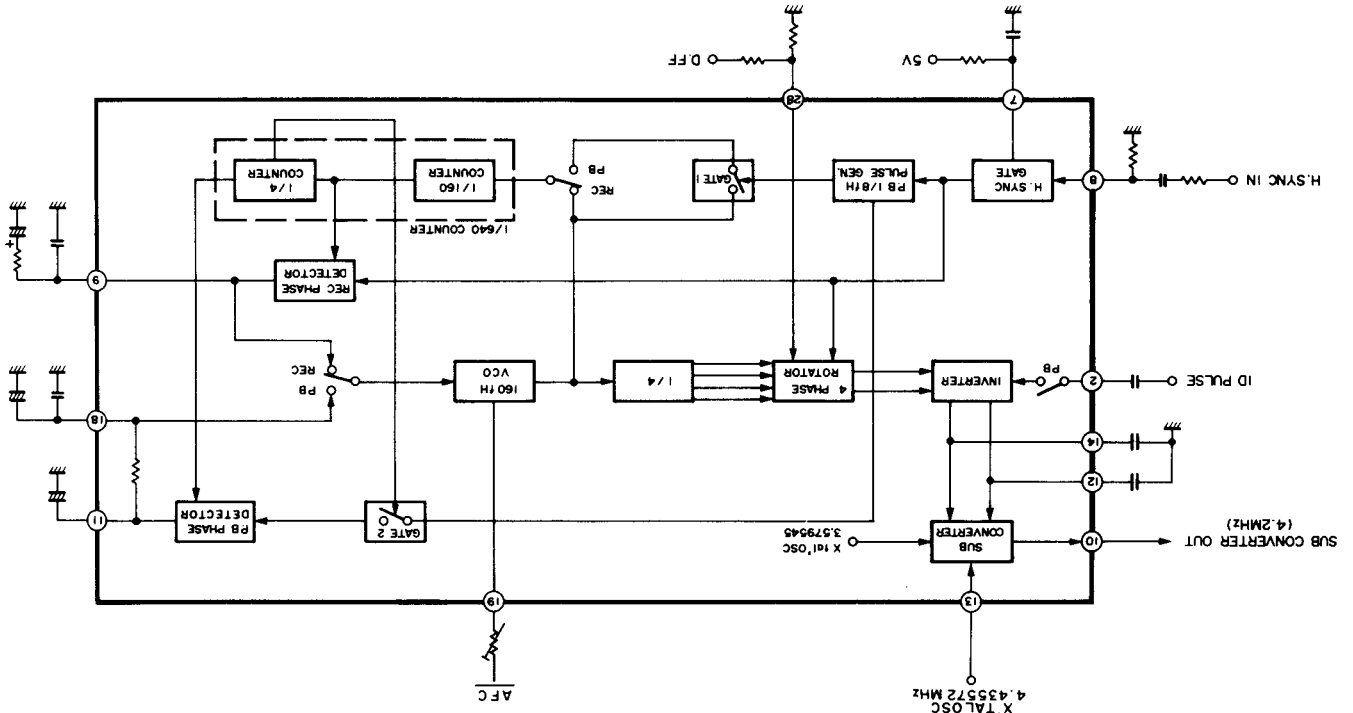 X'TAL OSC
4.435572 MHz
AFC
13
19
SUB CONVERTER OUT
(4.2MHz)
10
SUB
CONVERTER
X tal'OSC
3.579545
GATE 2
PB PHASE
DETECTOR
11
12
14
18
ID PULSE
2
PB
INVERTER
4 PHASE
ROTATOR
1/4
160 fH
VCO
PB
REC
REC PHASE
DETECTOR
9
1/640 COUNTER
H.SYNC IN
8
H.SYNC
GATE
PB 1/8fH
PULSE GEN.
GATE 1
REC
PB
1/160
COUNTER
1/4
COUNTER
7
28
5V
D.FF
+